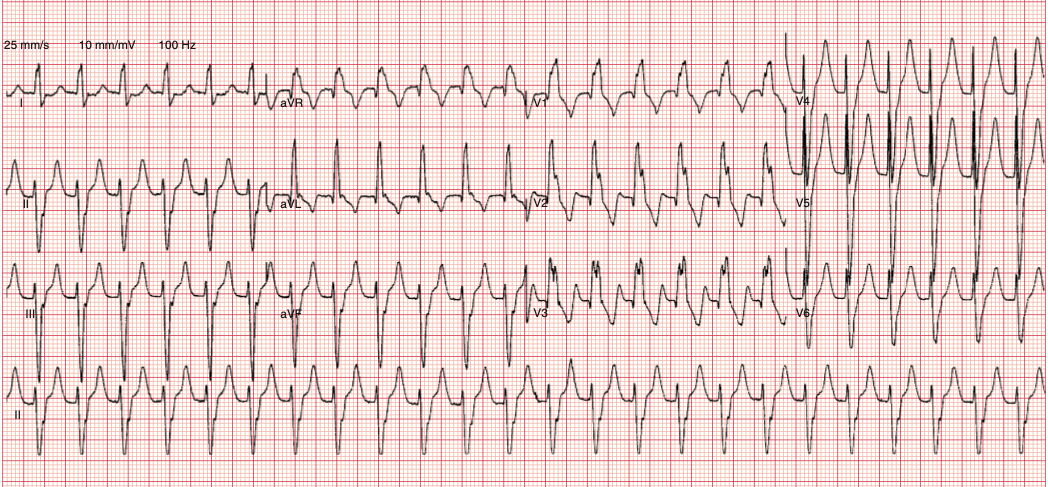 25 mm/s 10 mm/mV 100 Hz
I aVR V1 V4
II aVL V2 V5
III aVF V3 V6
II